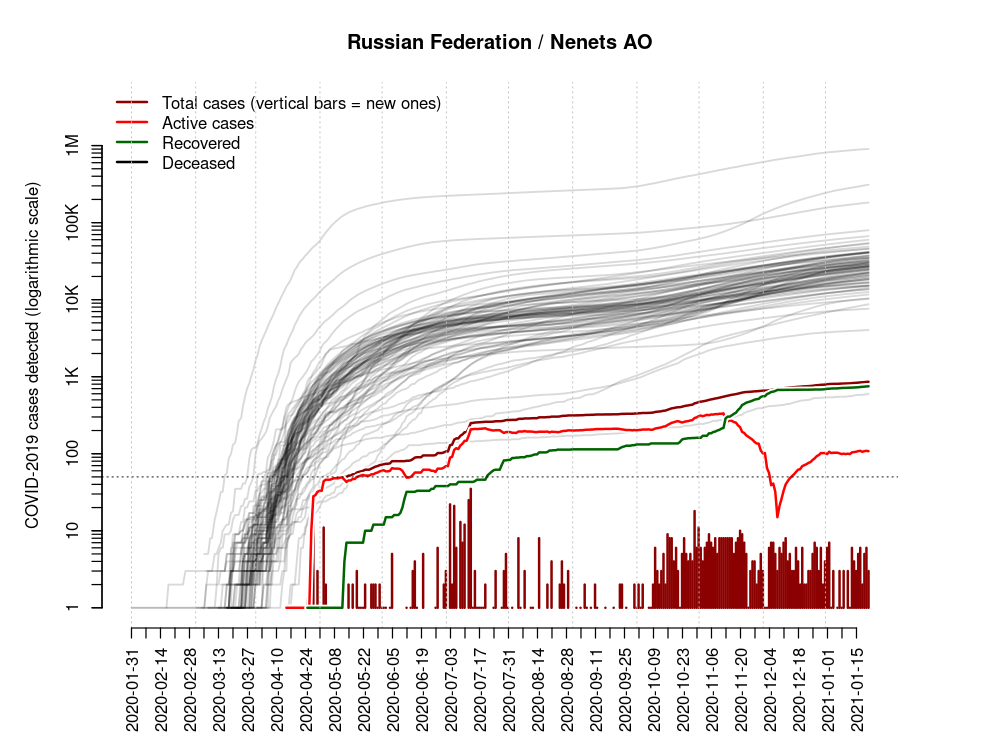 Russian Federation / Nenets AO
Total cases (vertical bars = new ones)
Active cases
Recovered
Deceased
COVID-2019 cases detected (logarithmic scale)
1M
100K
10K
1K
100
10
1
2020-01-31
2020-02-14
2020-02-28
2020-03-13
2020-03-27
2020-04-10
2020-04-24
2020-05-08
2020-05-22
2020-06-05
2020-06-19
2020-07-03
2020-07-17
2020-07-31
2020-08-14
2020-08-28
2020-09-11
2020-09-25
2020-10-09
2020-10-23
2020-11-06
2020-11-20
2020-12-04
2020-12-18
2021-01-01
2021-01-15